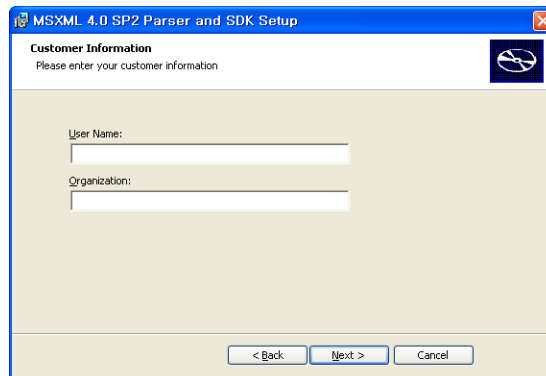 MSXML 4.0 SP2 Parser and SDK Setup
Customer Information
Please enter your customer information
User Name:
Organization:
< Back
Next >
Cancel